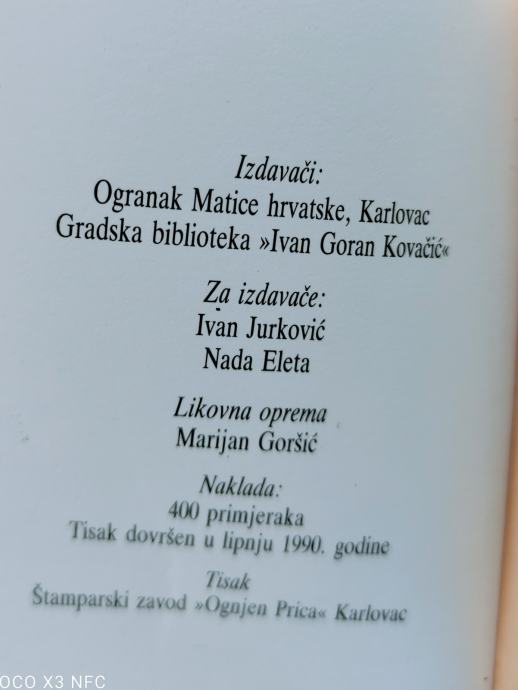 Izdavači:
Ogranak Matice hrvatske, Karlovac
Gradska biblioteka »Ivan Goran Kovačić«
Za izdavače:
Ivan Jurković
Nada Eleta
Likovna oprema
Marijan Goršić
Naklada:
400 primjeraka
Tisak dovršen u lipnju 1990. godine
Tisak
Štamparski zavod »Ognjen Prica« Karlovac
OCO X3 NFC